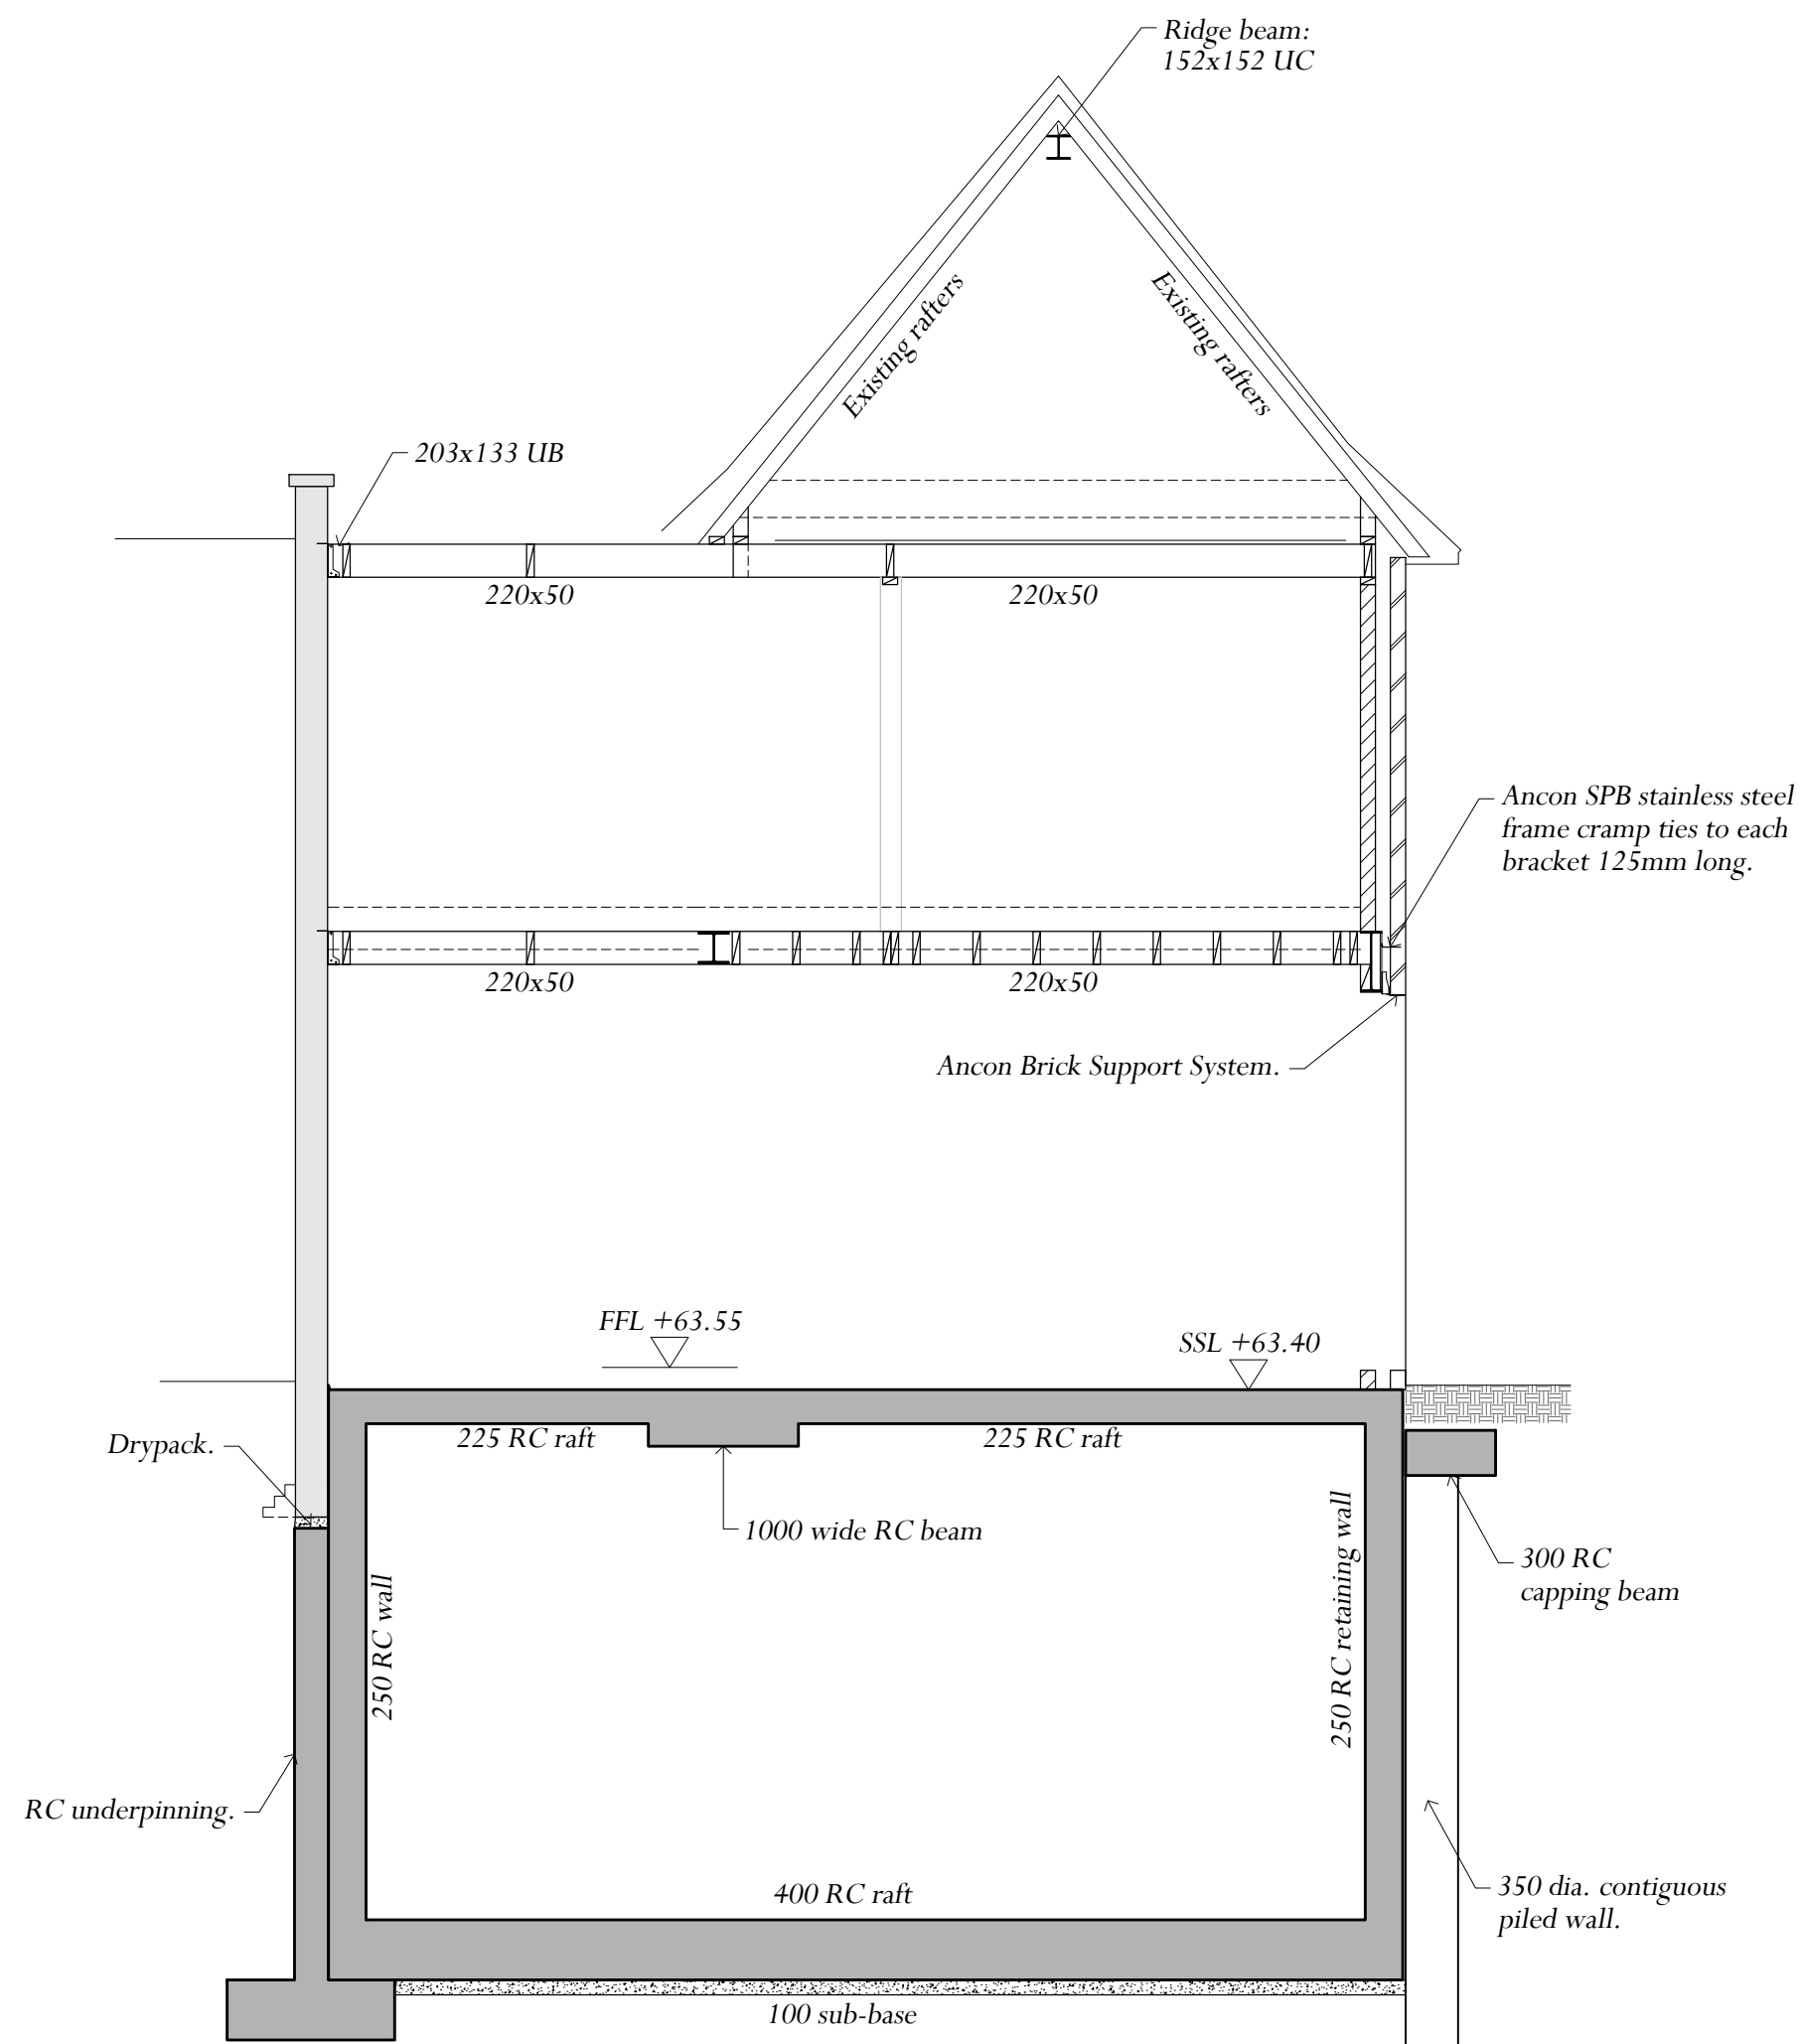 Ridge beam:
152x152 UC
Existing rafters
Existing rafters
203x133 UB
220x50
220x50
Ancon SPB stainless steel
frame cramp ties to each
bracket 125mm long.
220x50
220x50
Ancon Brick Support System.
FFL +63.55
SSL +63.40
Drypack.
225 RC raft
225 RC raft
1000 wide RC beam
250 RC wall
250 RC retaining wall
300 RC
capping beam
RC underpinning.
400 RC raft
350 dia. contiguous
piled wall.
100 sub-base